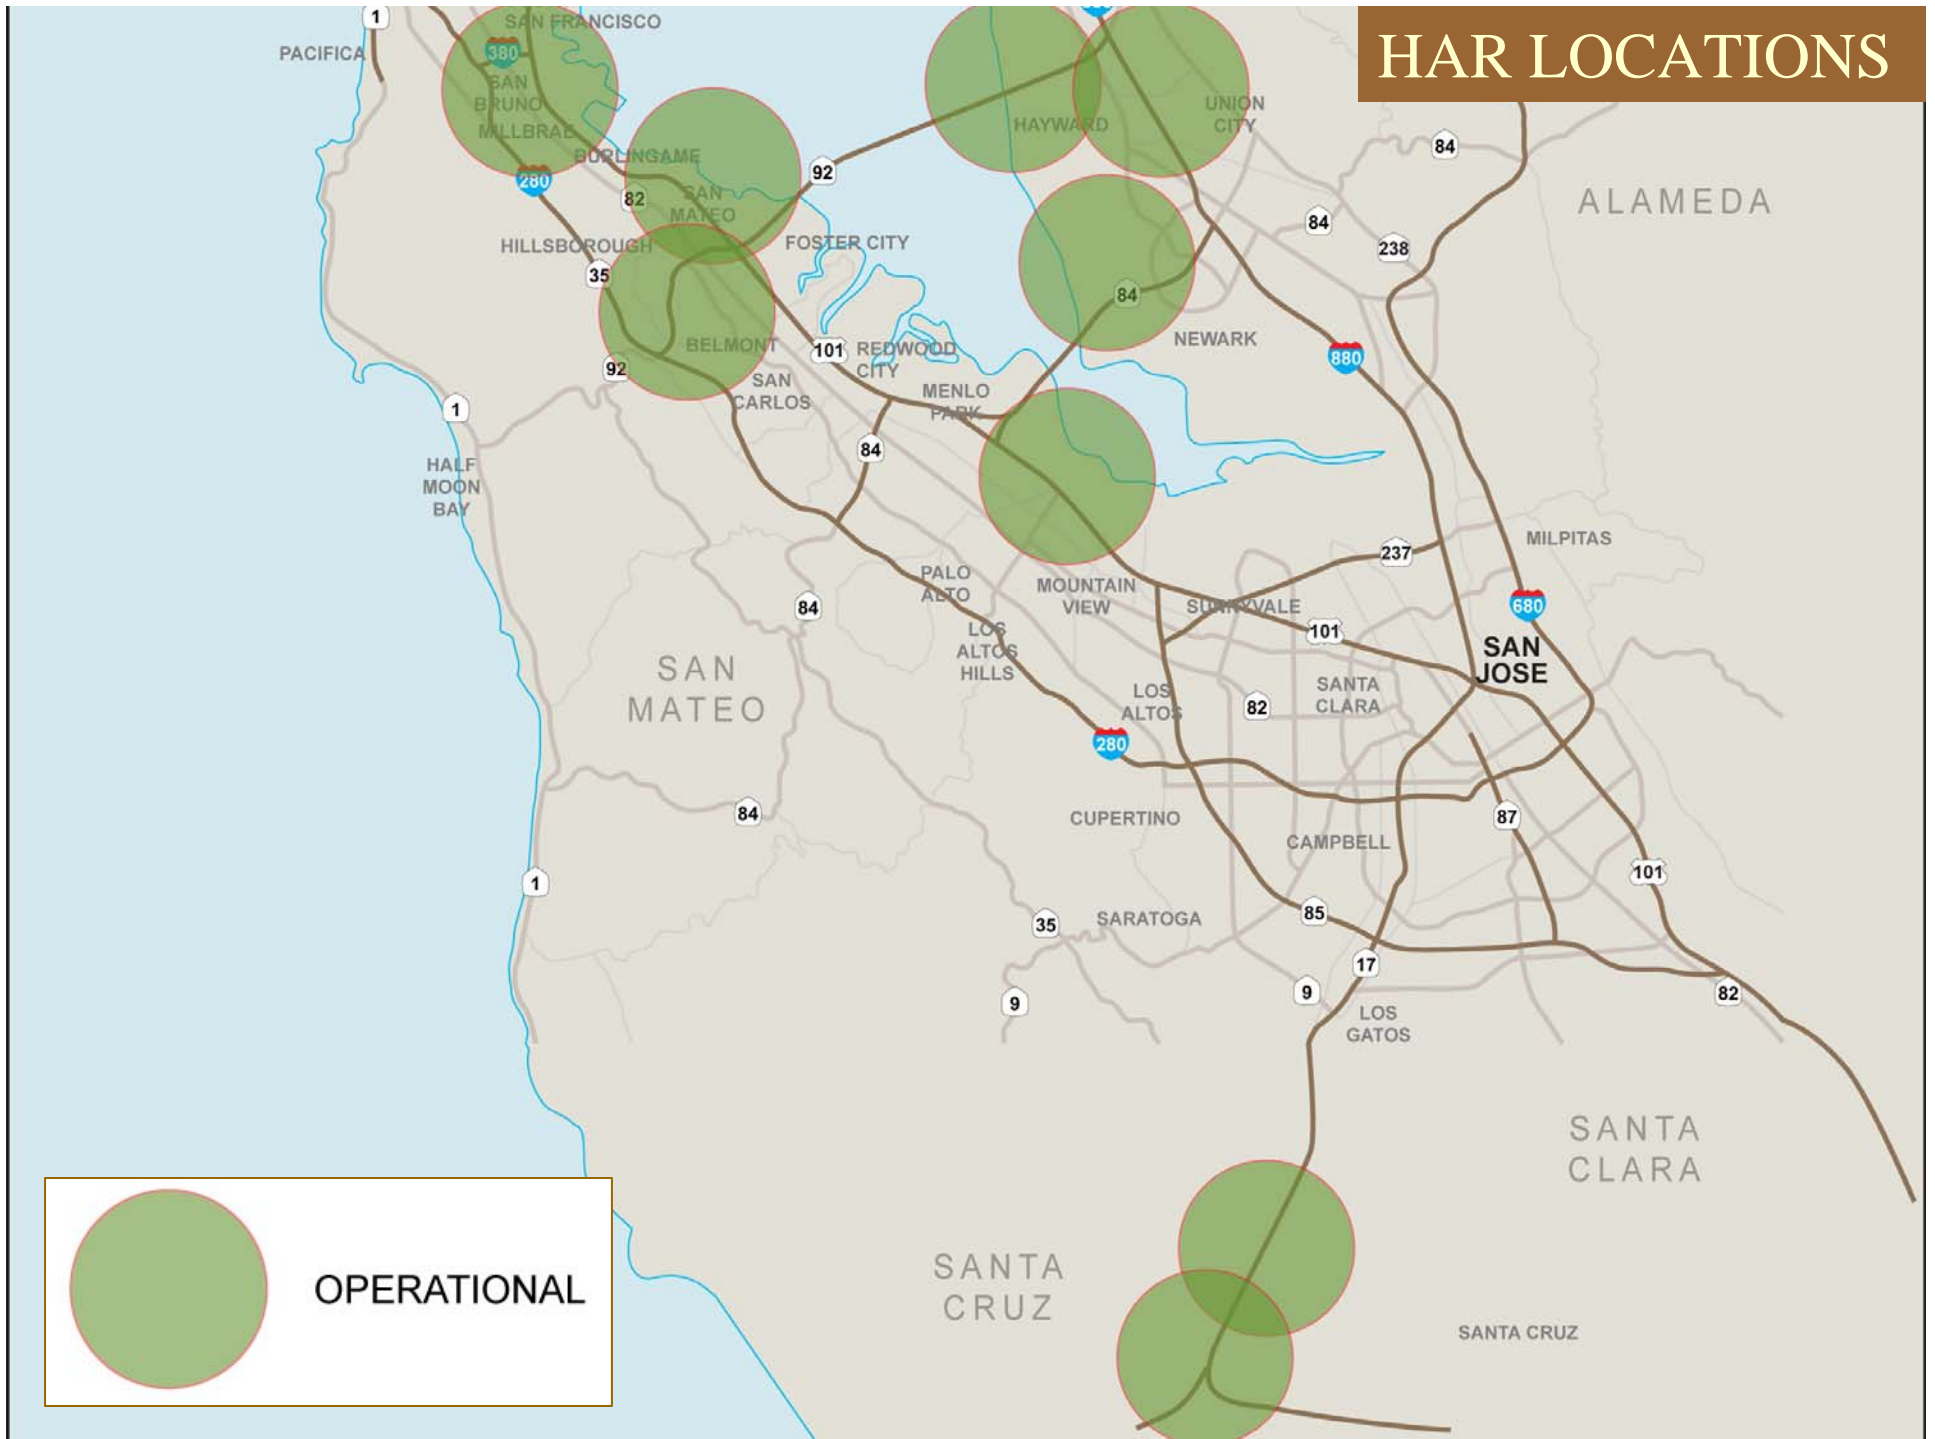 HAR LOCATIONS
1
SAN FRANCISCO
PACIFICA
380
SAN
BRUNO
MILLBRAE
BURLINGAME
280
82
SAN
MATEO
92
HAYWARD
UNION
CITY
84
ALAMEDA
84
238
HILLSBOROUGH
FOSTER CITY
35
84
NEWARK
BELMONT
101
REDWOOD
CITY
880
92
SAN
CARLOS
MENLO
PARK
1
84
HALF
MOON
BAY
237
MILPITAS
PALO
ALTO
MOUNTAIN
VIEW
84
SUNNYVALE
680
101
LOS
ALTOS
HILLS
SAN
JOSE
SAN
MATEO
LOS
ALTOS
82
SANTA
CLARA
280
84
CUPERTINO
87
CAMPBELL
101
1
35
SARATOGA
85
17
9
9
82
LOS
GATOS
SANTA
CLARA
SANTA
CRUZ
SANTA CRUZ
OPERATIONAL